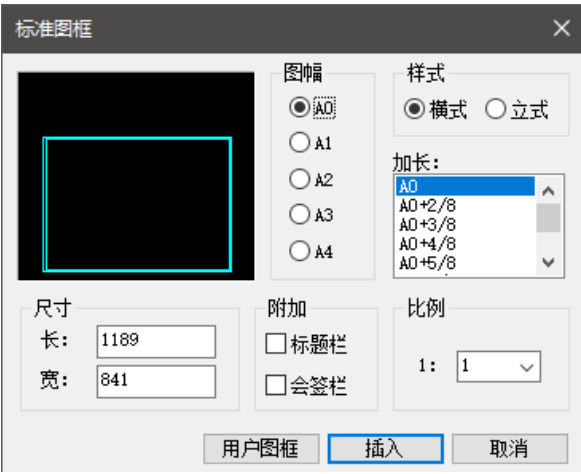 标准图框
图幅
A0
A1
A2
A3
A4
样式
横式
立式
加长:
A0
A0+2/8
A0+3/8
A0+4/8
A0+5/8
尺寸
长: 1189
宽: 841
附加
标题栏
会签栏
比例
1: 1
用户图框
插入
取消